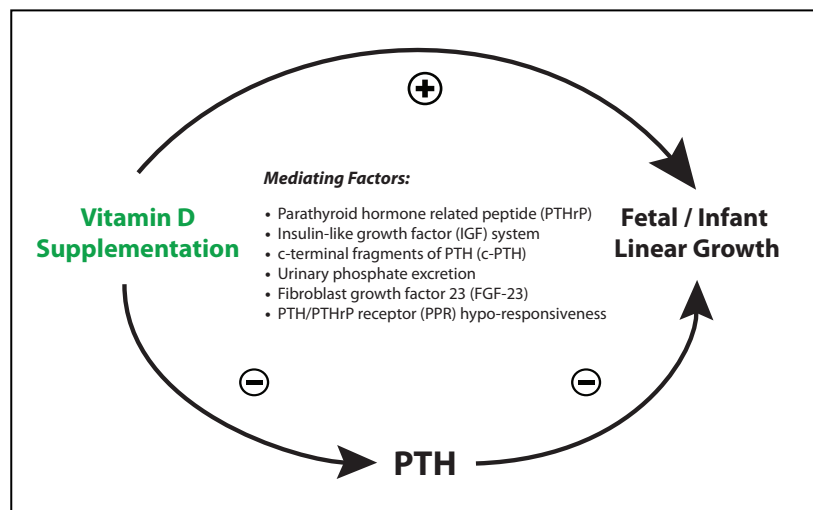 +
Mediating Factors:
Vitamin D
Supplementation
• Parathyroid hormone related peptide (PTHrP)
• Insulin-like growth factor (IGF) system
• c-terminal fragments of PTH (c-PTH)
• Urinary phosphate excretion
• Fibroblast growth factor 23 (FGF-23)
• PTH/PTHrP receptor (PPR) hypo-responsiveness
Fetal / Infant
Linear Growth
−
−
PTH